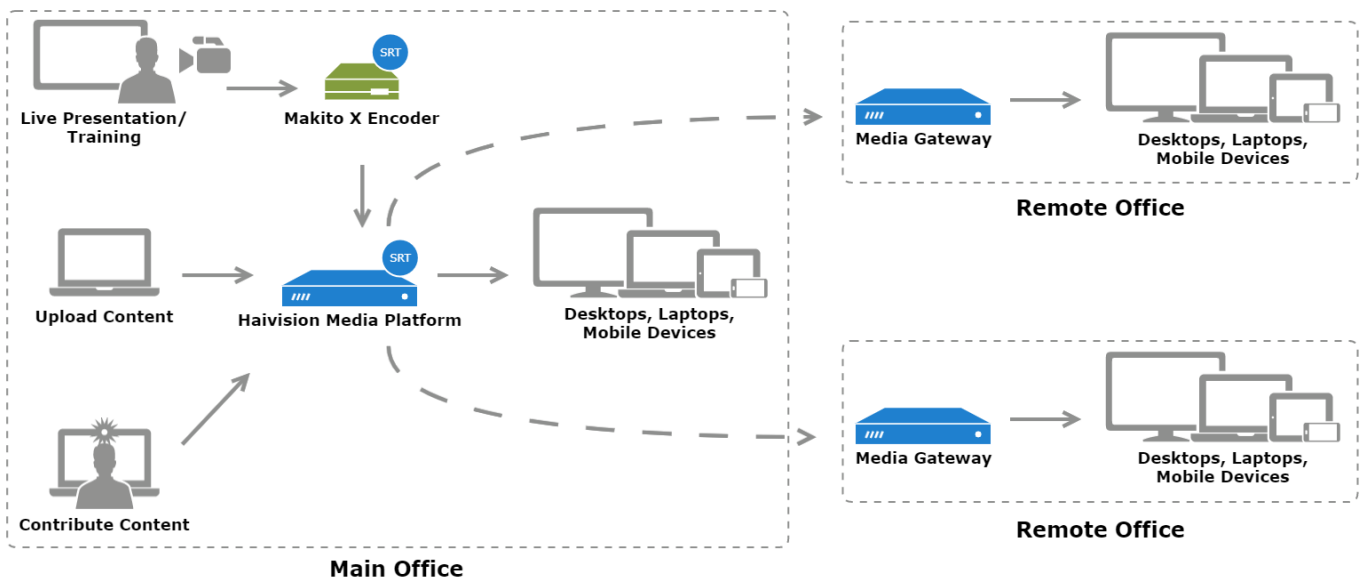 SRT
Live Presentation/
Training
Makito X Encoder
SRT
Upload Content
Haivision Media Platform
Desktops, Laptops,
Mobile Devices
Contribute Content
Main Office
Media Gateway
Desktops, Laptops,
Mobile Devices
Remote Office
Media Gateway
Desktops, Laptops,
Mobile Devices
Remote Office